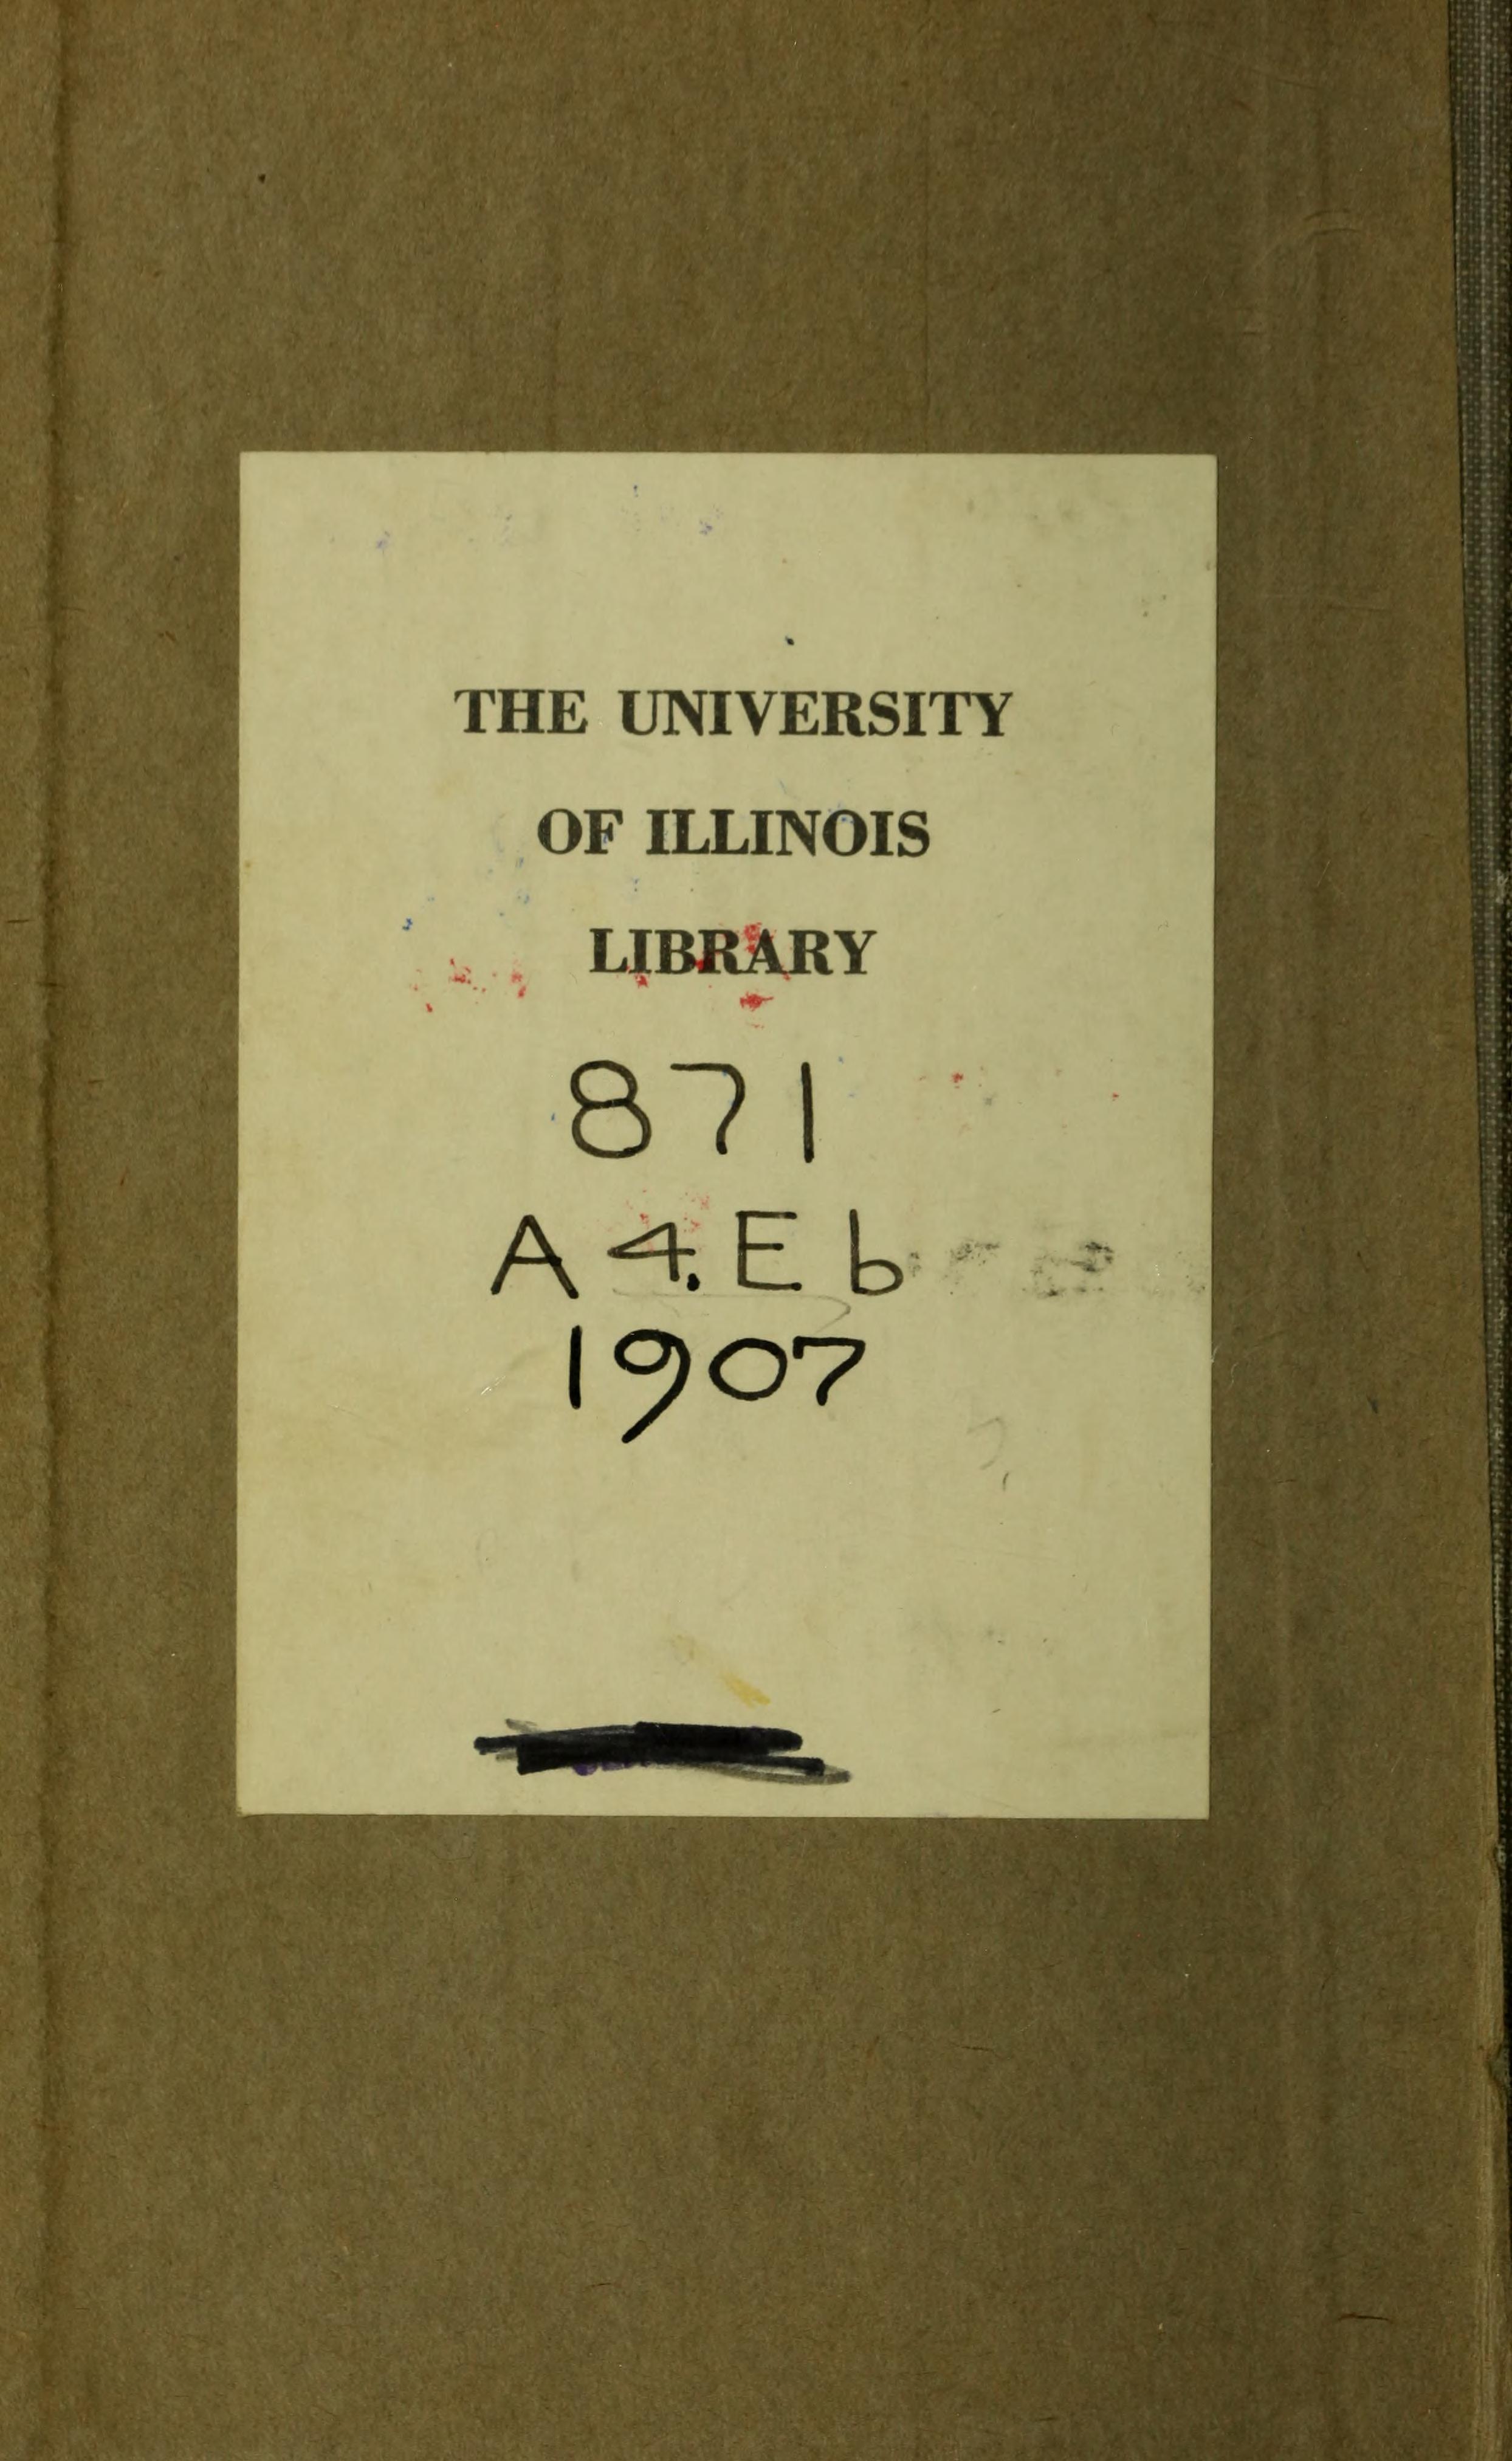 THE UNIVERSITY
OF ILLINOIS
LIBRARY
871
A4.Eb
1907